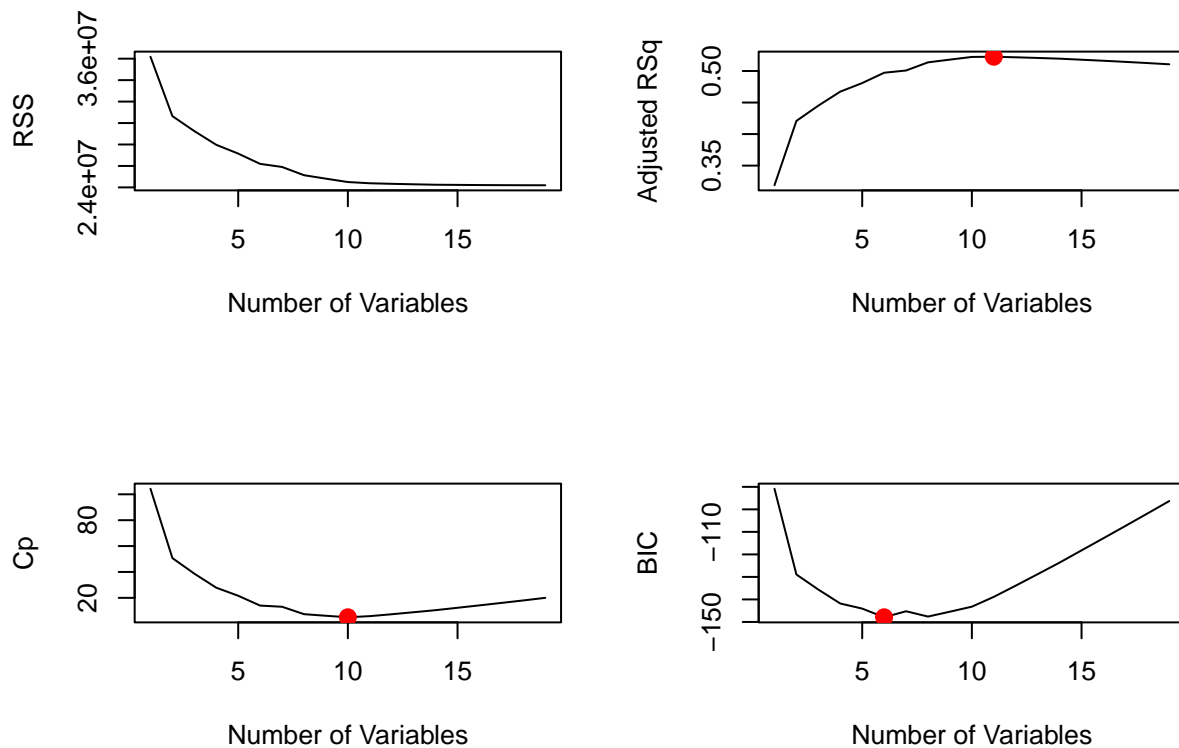 RSS
3.6e+07
2.4e+07
5 10 15
Number of Variables
Adjusted RSq
0.50
0.35
5 10 15
Number of Variables
Cp
80
20
5 10 15
Number of Variables
BIC
−110
−150
5 10 15
Number of Variables